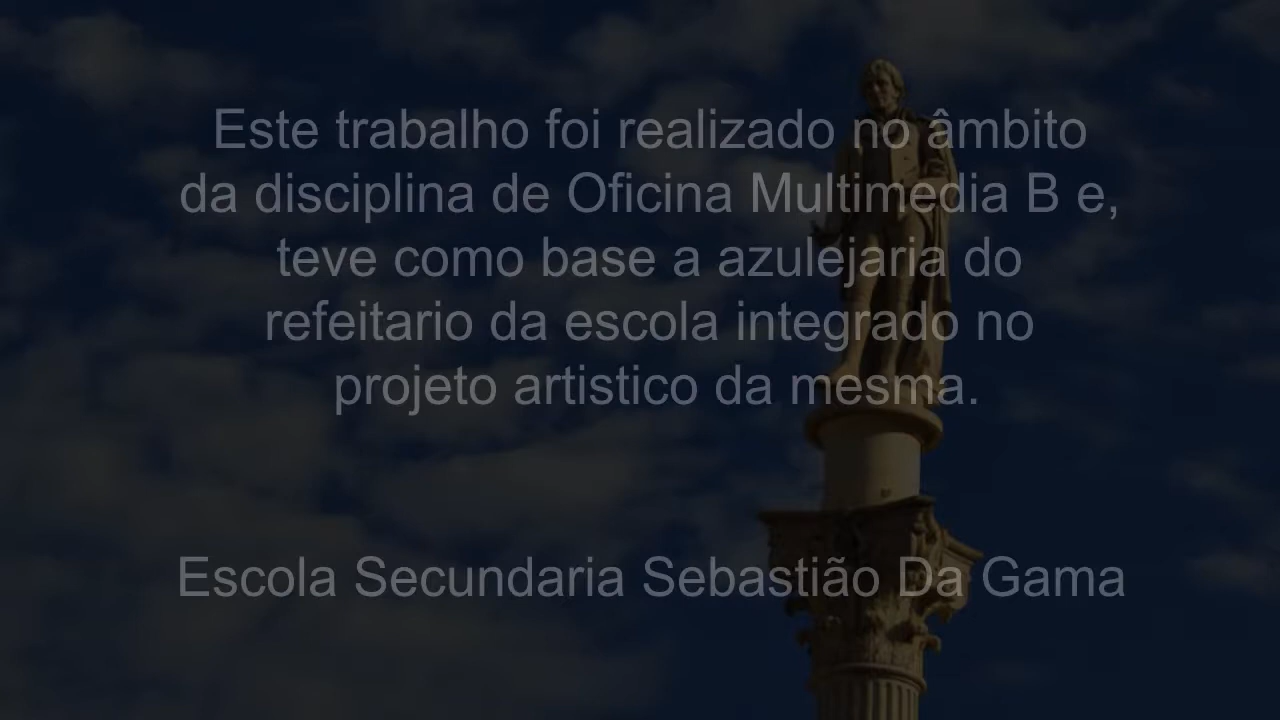 Este trabalho foi realizado no âmbito
da disciplina de Oficina Multimedia B e,
teve como base a azulejaria do
refeitario da escola integrado no
projeto artistico da mesma.
Escola Secundaria Sebastião Da Gama